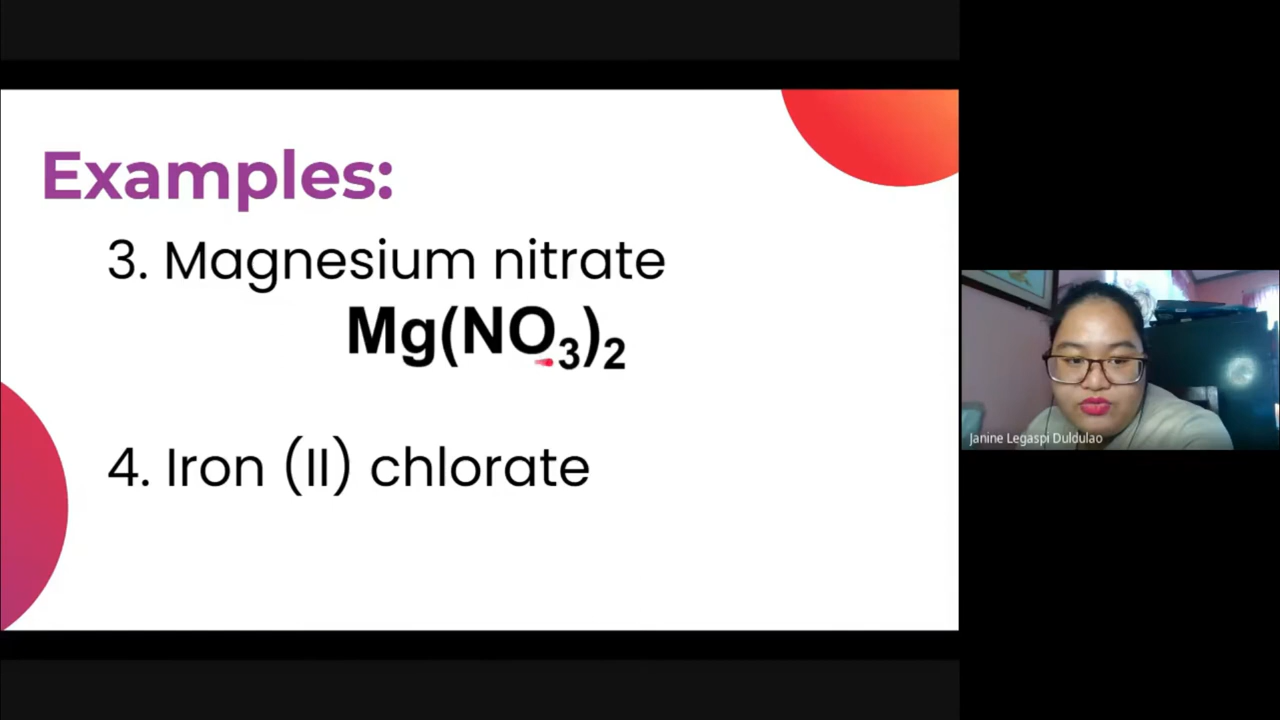 Examples:
3. Magnesium nitrate
Mg(NO₃)₂
4. Iron (II) chlorate
Janine Legaspi Duldulao